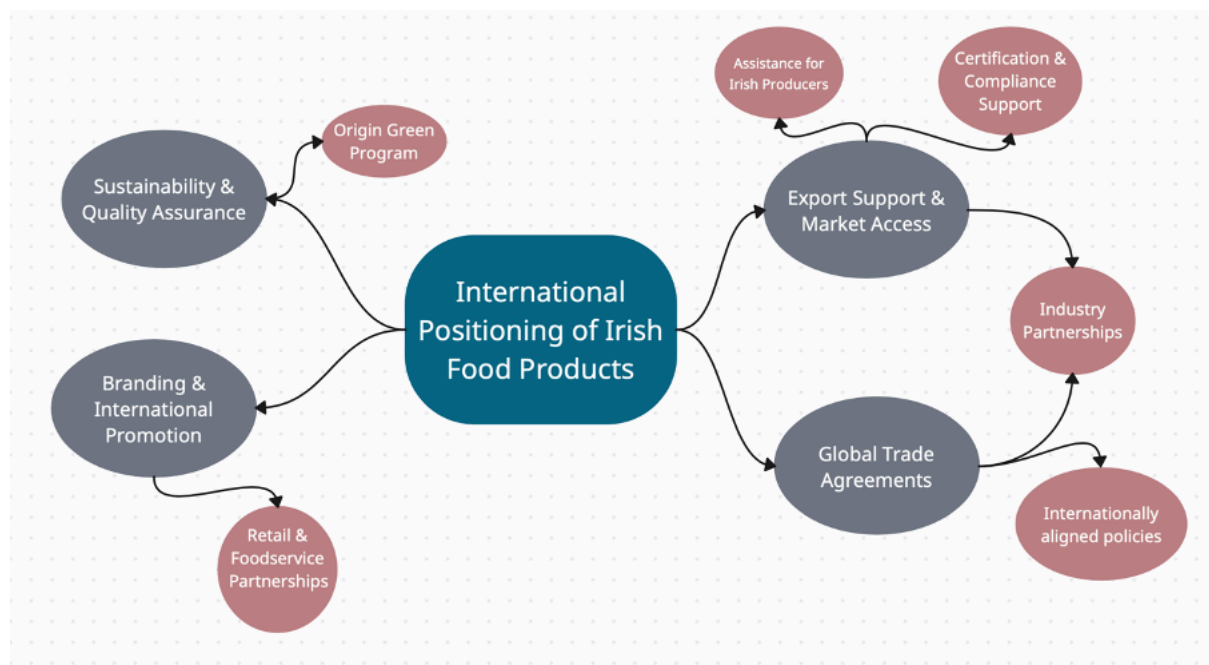 International
Positioning of Irish
Food Products
Sustainability &
Quality Assurance
Origin Green
Program
Branding &
International
Promotion
Retail &
Foodservice
Partnerships
Export Support &
Market Access
Assistance for
Irish Producers
Certification &
Compliance
Support
Industry
Partnerships
Global Trade
Agreements
Internationally
aligned policies